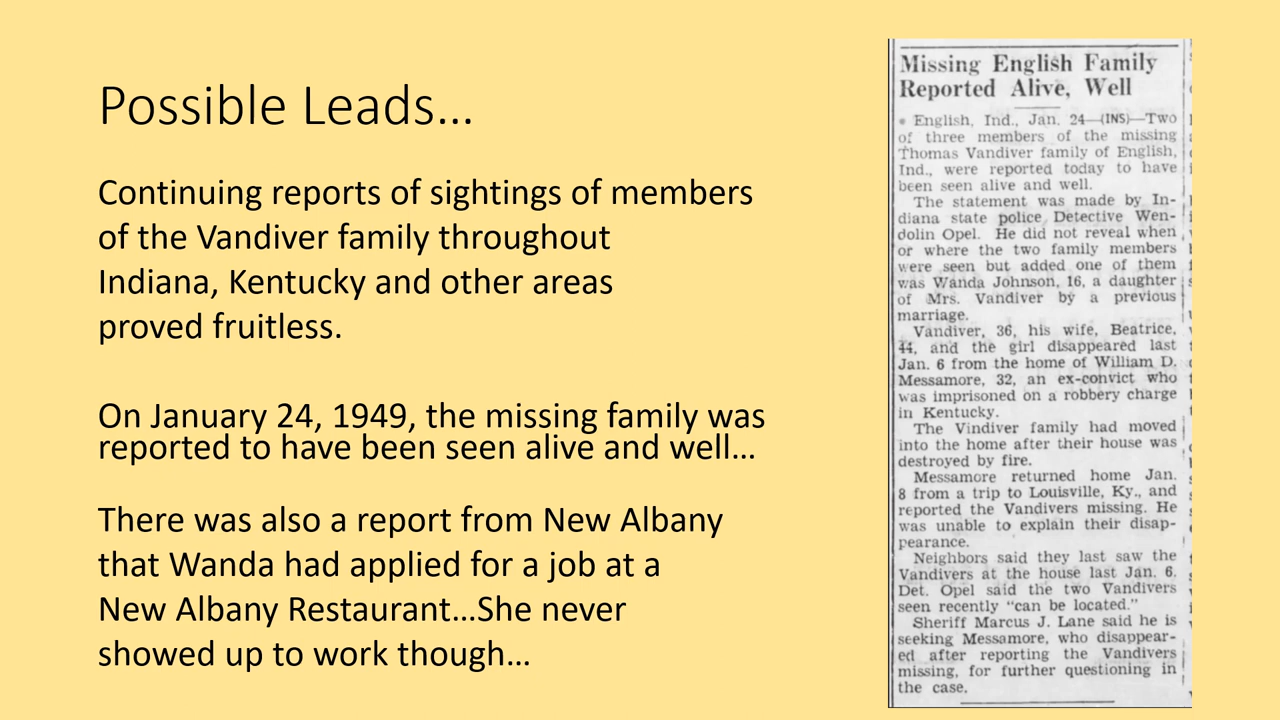 Possible Leads…
Continuing reports of sightings of members
of the Vandiver family throughout
Indiana, Kentucky and other areas
proved fruitless.
On January 24, 1949, the missing family was
reported to have been seen alive and well…
There was also a report from New Albany
that Wanda had applied for a job at a
New Albany Restaurant…She never
showed up to work though…
Missing English Family
Reported Alive, Well
English, Ind., Jan. 24—(INS)—Two
of three members of the missing
Thomas Vandiver family of English,
Ind., were reported today to have
been seen alive and well.
The statement was made by In-
diana state police Detective Wen-
dolin Opel. He did not reveal when
or where the two family members
were seen but added one of them
was Wanda Johnson, 16, a daughter
of Mrs. Vandiver by a previous
marriage.
Vandiver, 36, his wife, Beatrice,
44, and the girl disappeared last
Jan. 6 from the home of William D.
Messamore, 32, an ex-convict who
was imprisoned on a robbery charge
in Kentucky.
The Vindiver family had moved
into the home after their house was
destroyed by fire.
Messamore returned home Jan.
8 from a trip to Louisville, Ky., and
reported the Vandivers missing. He
was unable to explain their disap-
pearance.
Neighbors said they last saw the
Vandivers at the house last Jan. 6.
Det. Opel said the two Vandivers
seen recently "can be located."
Sheriff Marcus J. Lane said he is
seeking Messamore, who disappear-
ed after reporting the Vandivers
missing, for further questioning in
the case.